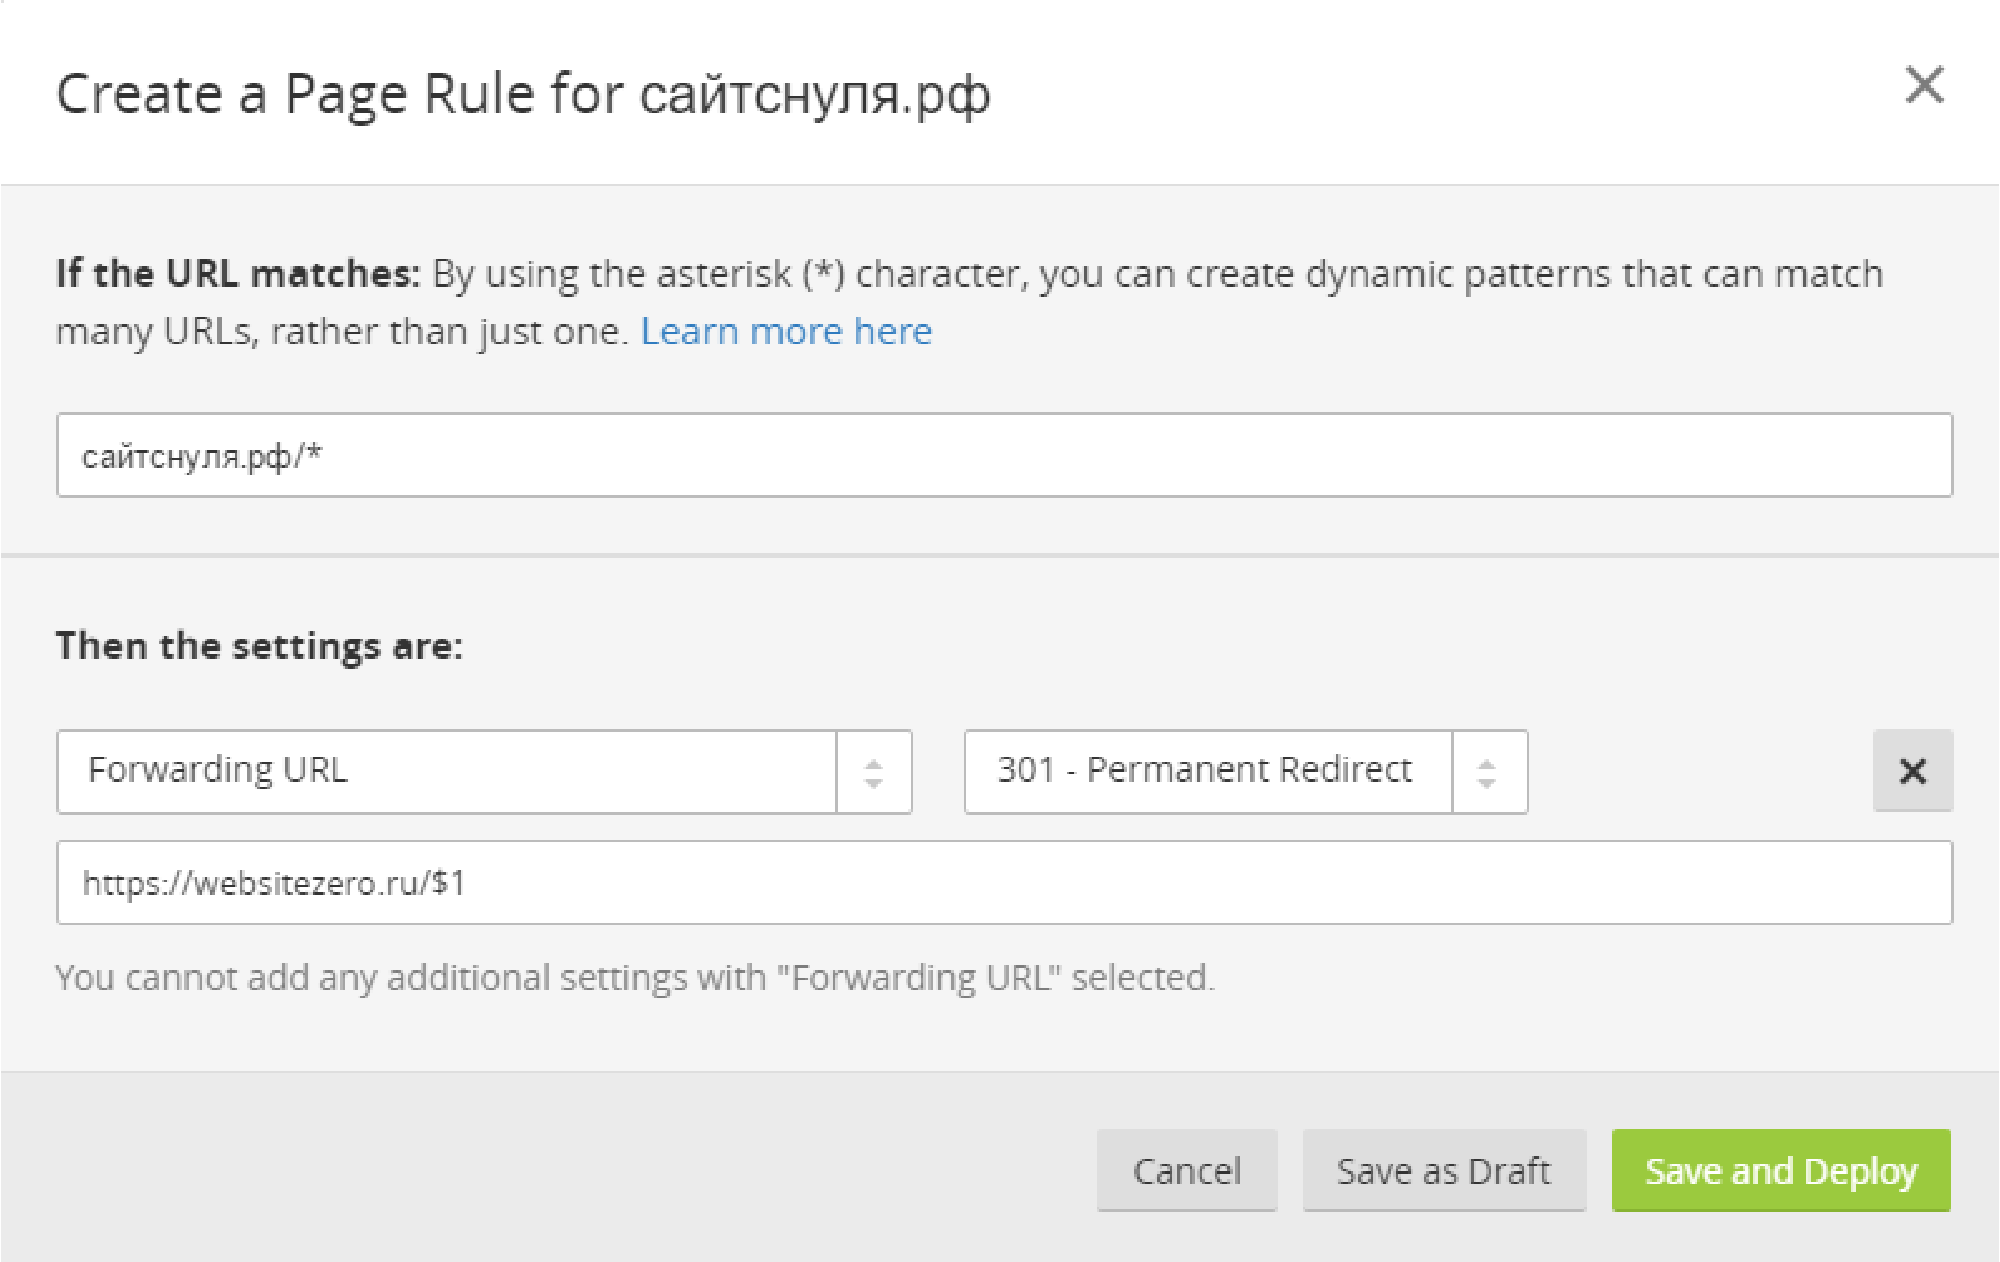 Create a Page Rule for сайтснуля.рф
If the URL matches: By using the asterisk (*) character, you can create dynamic patterns that can match
many URLs, rather than just one. Learn more here
сайтснуля.рф/*
Then the settings are:
Forwarding URL
301 - Permanent Redirect
https://websitezero.ru/$1
You cannot add any additional settings with "Forwarding URL" selected.
Cancel
Save as Draft
Save and Deploy